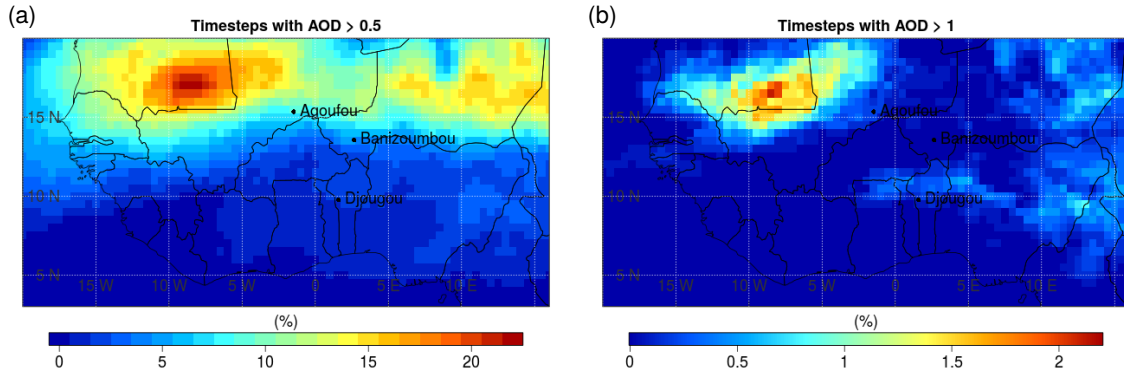 (a)
Timesteps with AOD > 0.5
15 N
10 N
5 N
15 W
10 W
5 W
0
5 E
10 E
Agoufou
Banizoumbou
Djougou
(%)
0 5 10 15 20
(b)
Timesteps with AOD > 1
15 N
10 N
5 N
15 W
10 W
5 W
0
5 E
10 E
15 E
Agoufou
Banizoumbou
Djougou
(%)
0 0.5 1 1.5 2